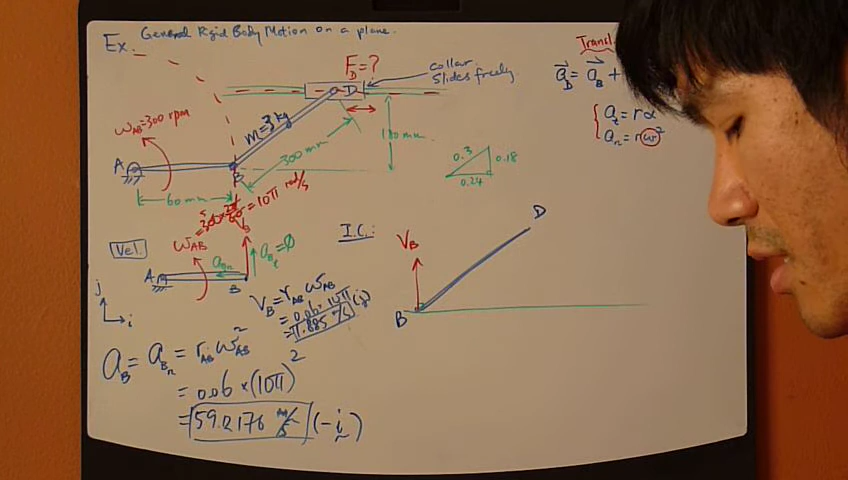 Ex. General Rigid Body Motion on a plane.
F_D = ?
collar
slides freely
D
ω_AB = 300 rpm
m = 3 kg
300 mm
180 mm
A
B
60 mm
= 10π rad/s
Vel.
ω_AB
V_B
a_Bn
a_Bt = 0
A
B
j
i
V_B = r_AB ω_AB
= 0.06 × 10π
= 1.885 m/s (j)
a_B = a_Bn = r_AB ω_AB²
= 0.06 × (10π)²
= 59.2176 (-i)
0.3
0.18
0.24
I.C.:
V_B
B
D
Transl
a_D = a_B +
a_t = rα
a_n = rω²